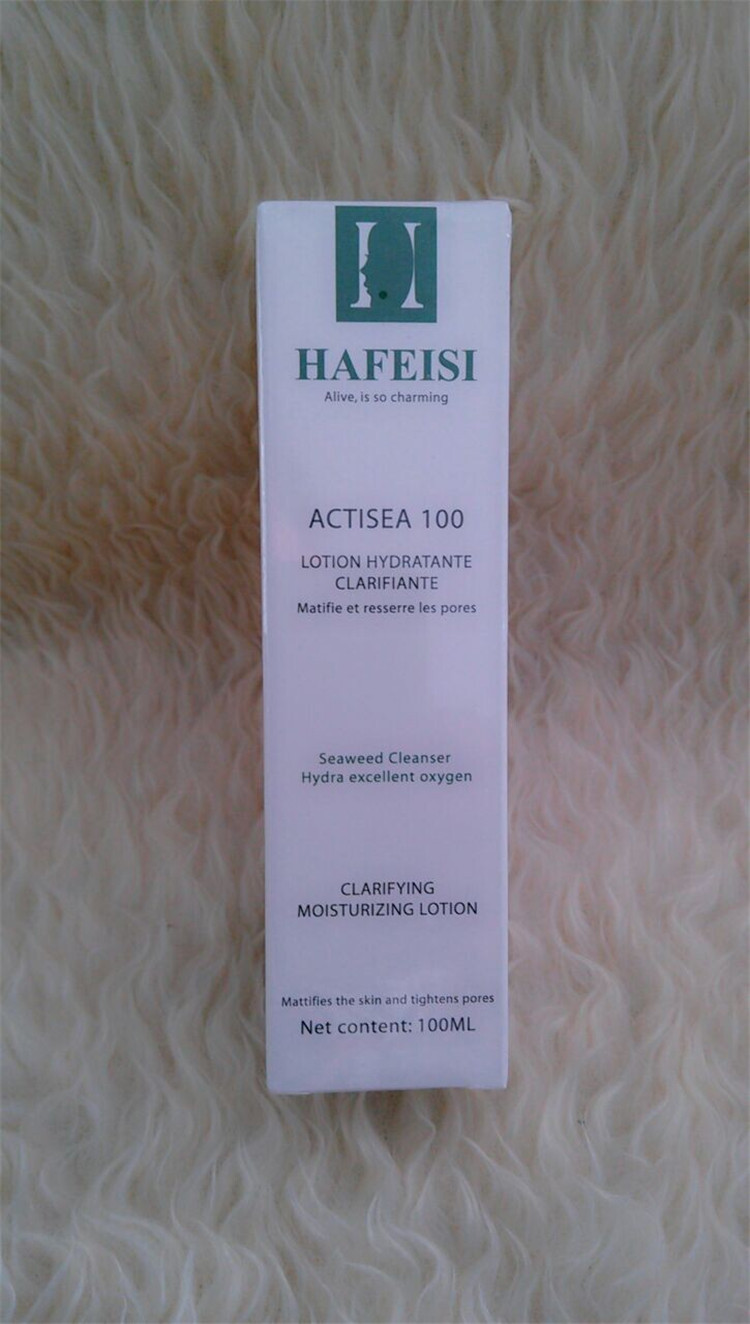 H
HAFEISI
Alive, is so charming
ACTISEA 100
LOTION HYDRATANTE
CLARIFIANTE
Matifie et resserre les pores
Seaweed Cleanser
Hydra excellent oxygen
CLARIFYING
MOISTURIZING LOTION
Mattifies the skin and tightens pores
Net content: 100ML